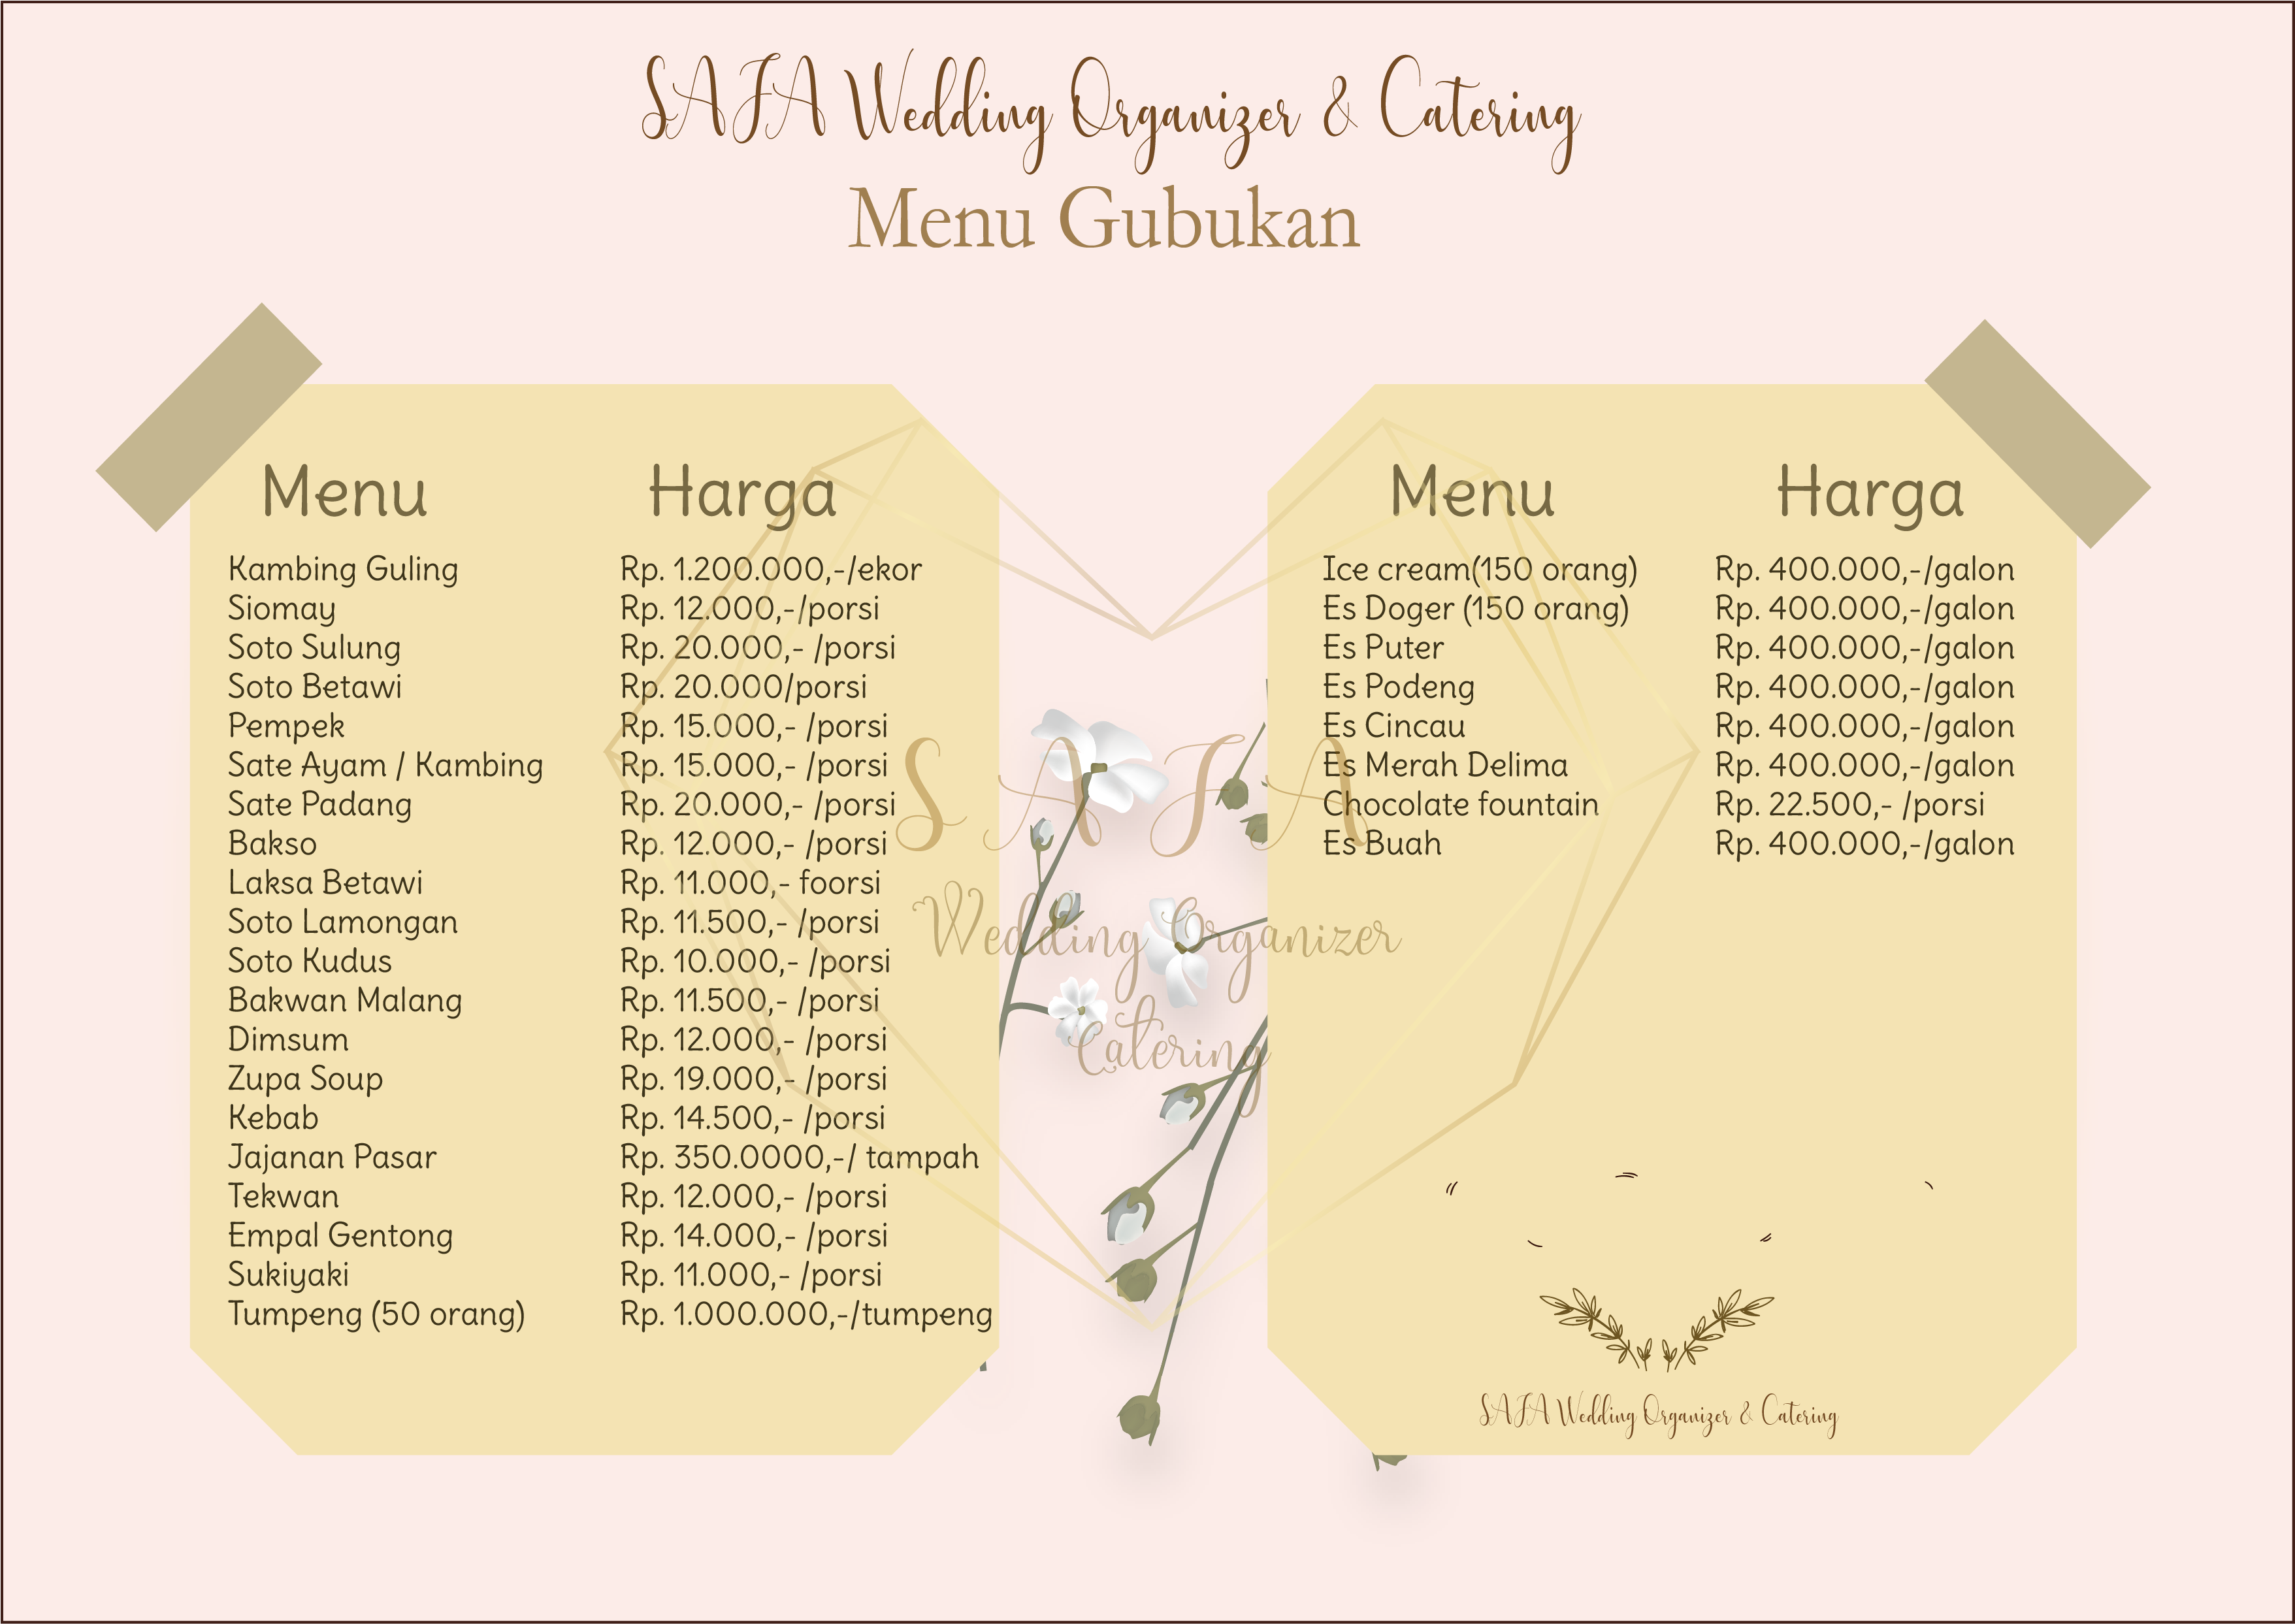 SAFA Wedding Organizer & Catering
Menu Gubukan
Menu Harga
Kambing Guling Rp. 1.200.000,-/ekor
Siomay Rp. 12.000,-/porsi
Soto Sulung Rp. 20.000,- /porsi
Soto Betawi Rp. 20.000/porsi
Pempek Rp. 15.000,- /porsi
Sate Ayam / Kambing Rp. 15.000,- /porsi
Sate Padang Rp. 20.000,- /porsi
Bakso Rp. 12.000,- /porsi
Laksa Betawi Rp. 11.000,- foorsi
Soto Lamongan Rp. 11.500,- /porsi
Soto Kudus Rp. 10.000,- /porsi
Bakwan Malang Rp. 11.500,- /porsi
Dimsum Rp. 12.000,- /porsi
Zupa Soup Rp. 19.000,- /porsi
Kebab Rp. 14.500,- /porsi
Jajanan Pasar Rp. 350.0000,-/ tampah
Tekwan Rp. 12.000,- /porsi
Empal Gentong Rp. 14.000,- /porsi
Sukiyaki Rp. 11.000,- /porsi
Tumpeng (50 orang) Rp. 1.000.000,-/tumpeng
SAFA
Wedding Organizer
Catering
Menu Harga
Ice cream(150 orang) Rp. 400.000,-/galon
Es Doger (150 orang) Rp. 400.000,-/galon
Es Puter Rp. 400.000,-/galon
Es Podeng Rp. 400.000,-/galon
Es Cincau Rp. 400.000,-/galon
Es Merah Delima Rp. 400.000,-/galon
Chocolate fountain Rp. 22.500,- /porsi
Es Buah Rp. 400.000,-/galon
SAFA Wedding Organizer & Catering